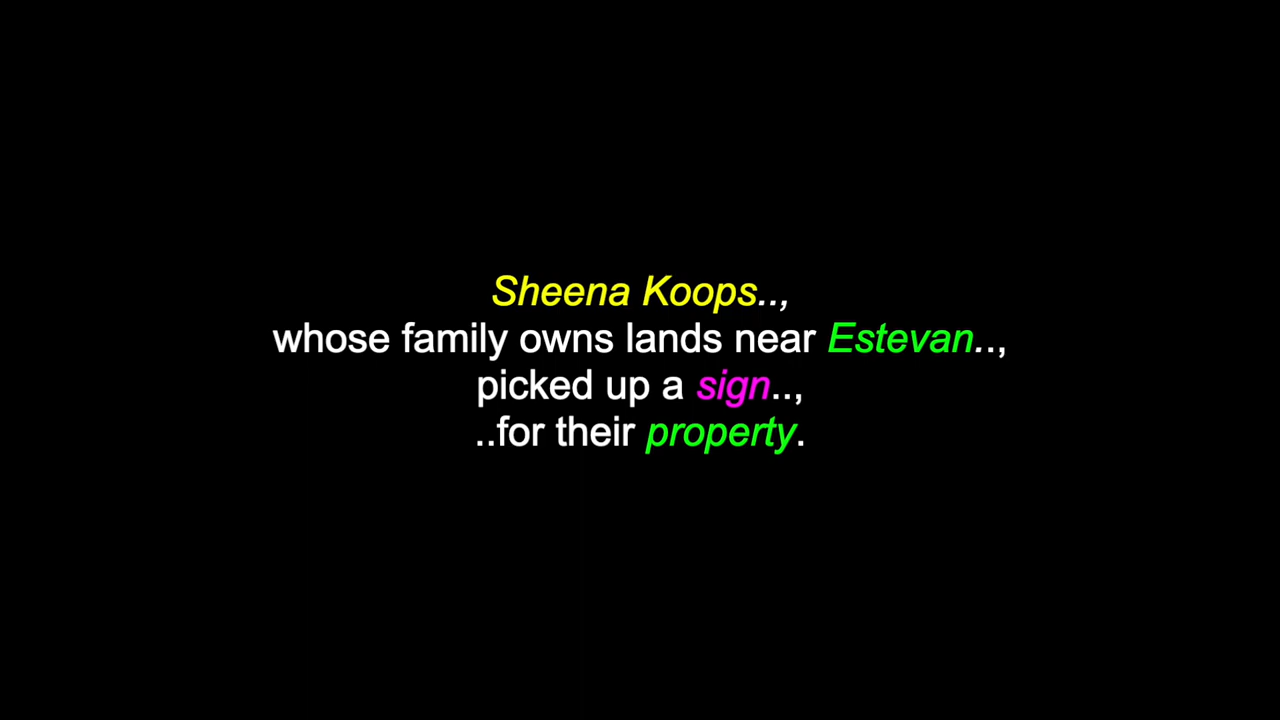 Sheena Koops..,
whose family owns lands near Estevan..,
picked up a sign..,
..for their property.